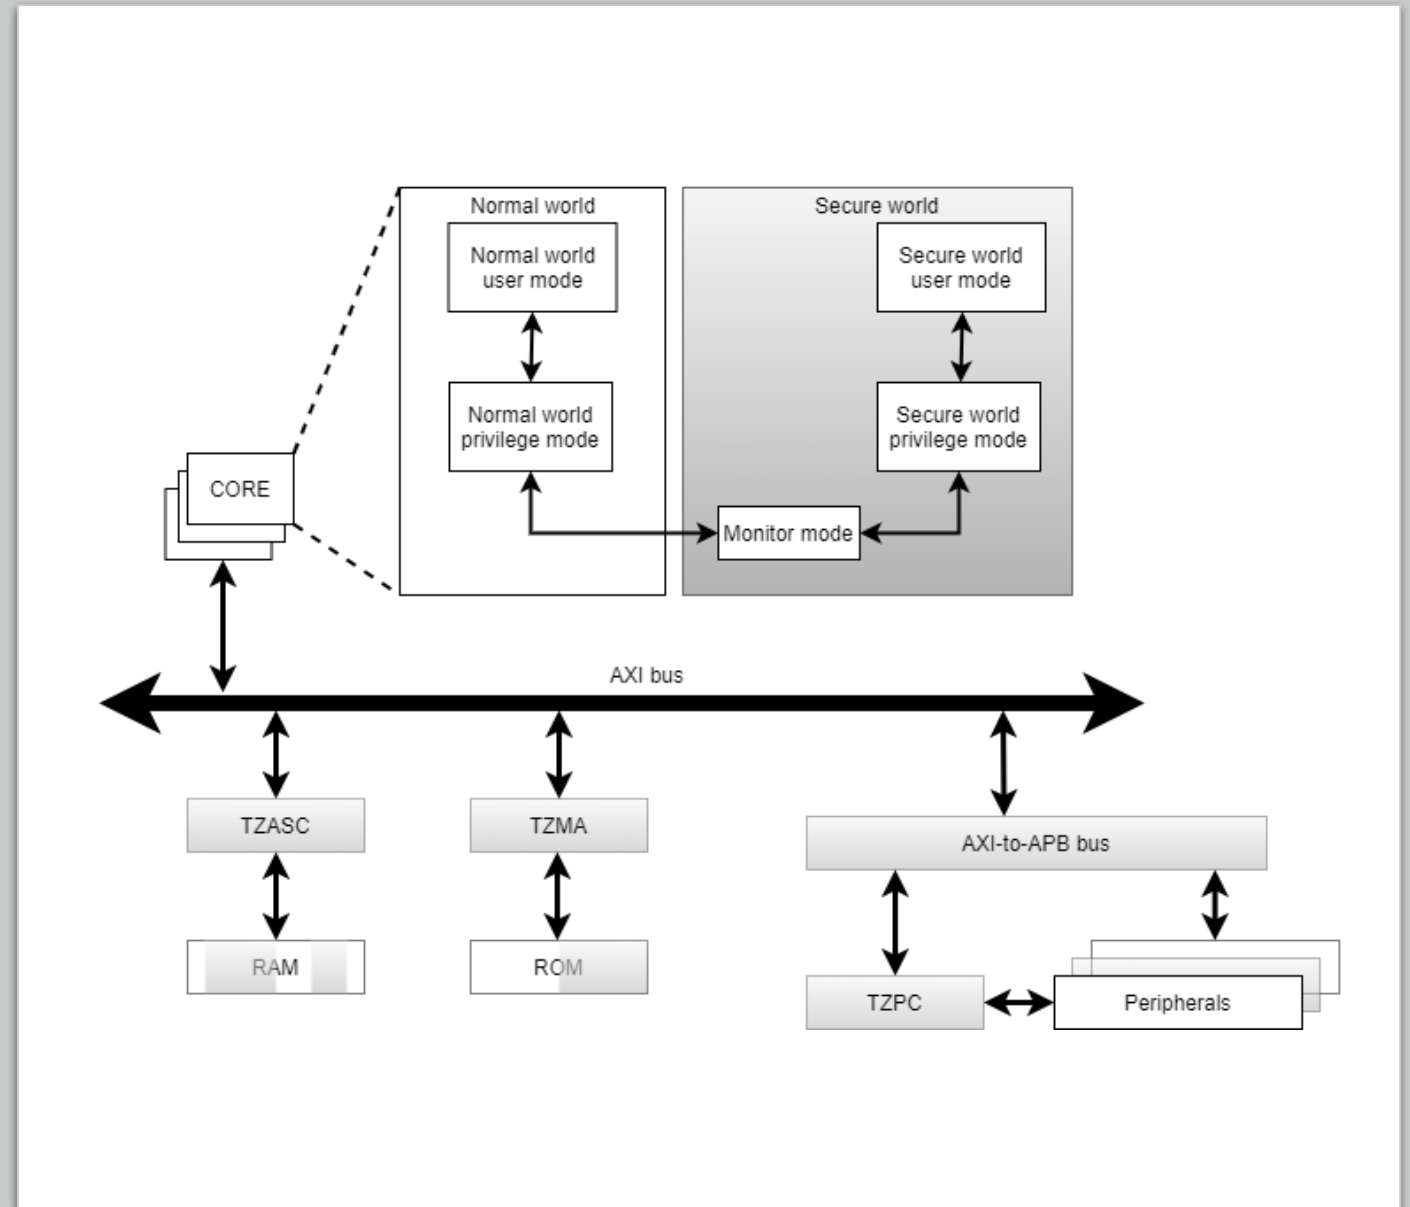 Normal world
Secure world
Normal world
user mode
Secure world
user mode
Normal world
privilege mode
Secure world
privilege mode
CORE
Monitor mode
AXI bus
TZASC
TZMA
AXI-to-APB bus
RAM
ROM
TZPC
Peripherals